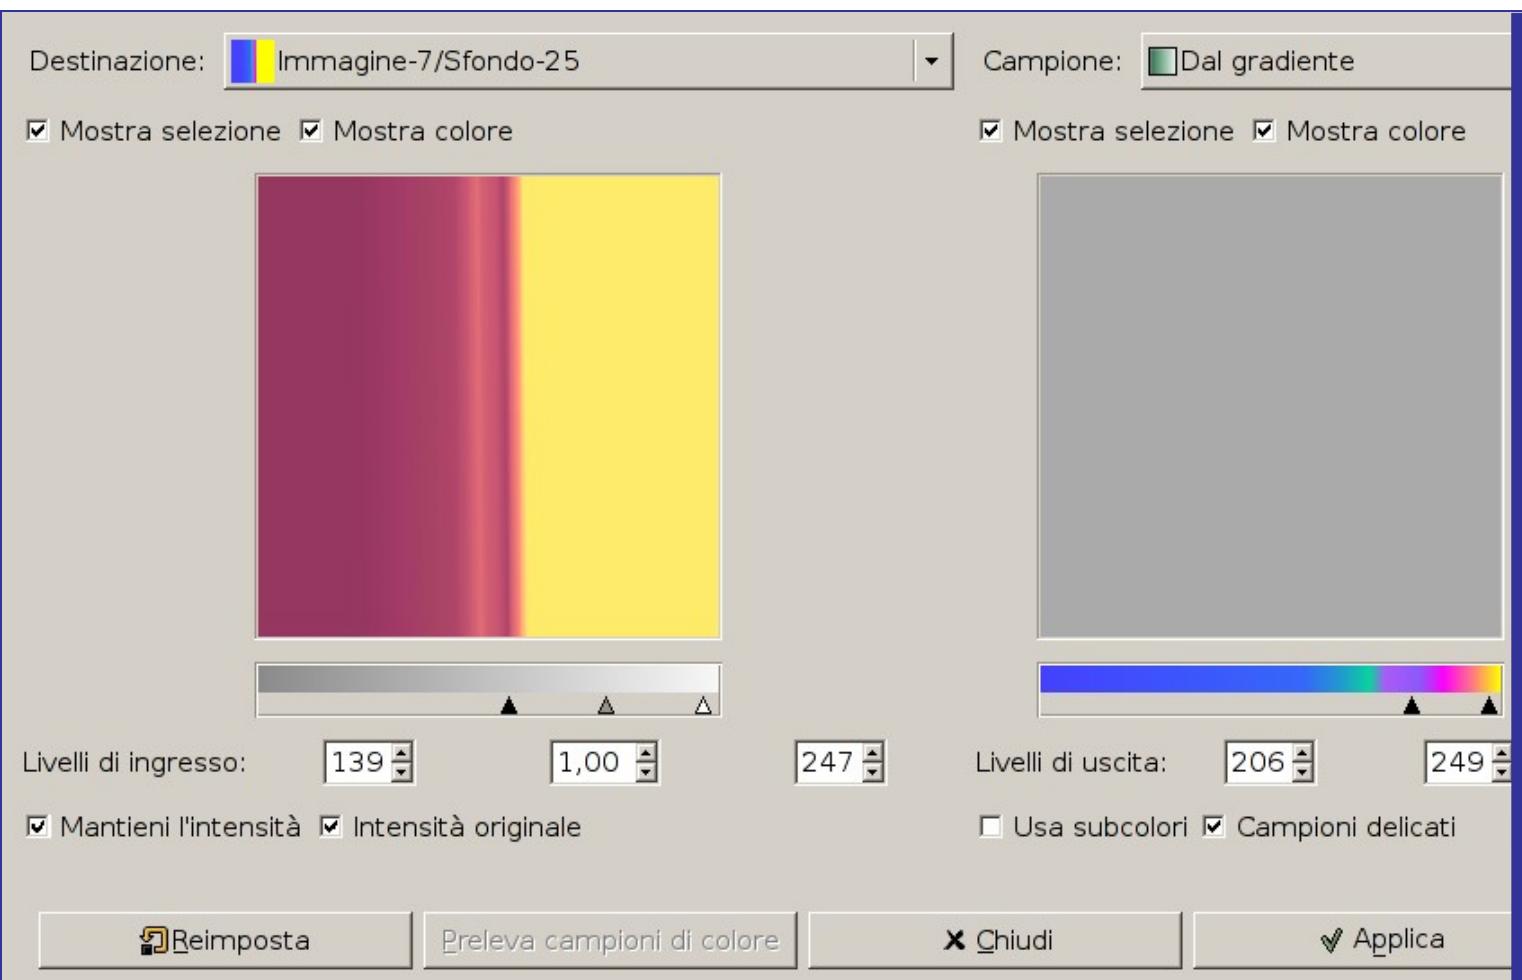 Destinazione: Immagine-7/Sfondo-25 Campione: Dal gradiente
Mostra selezione Mostra colore Mostra selezione Mostra colore
Livelli di ingresso: 139 1,00 247 Livelli di uscita: 206 249
Mantieni l'intensità Intensità originale Usa subcolori Campioni delicati
Reimposta Preleva campioni di colore Chiudi Applica